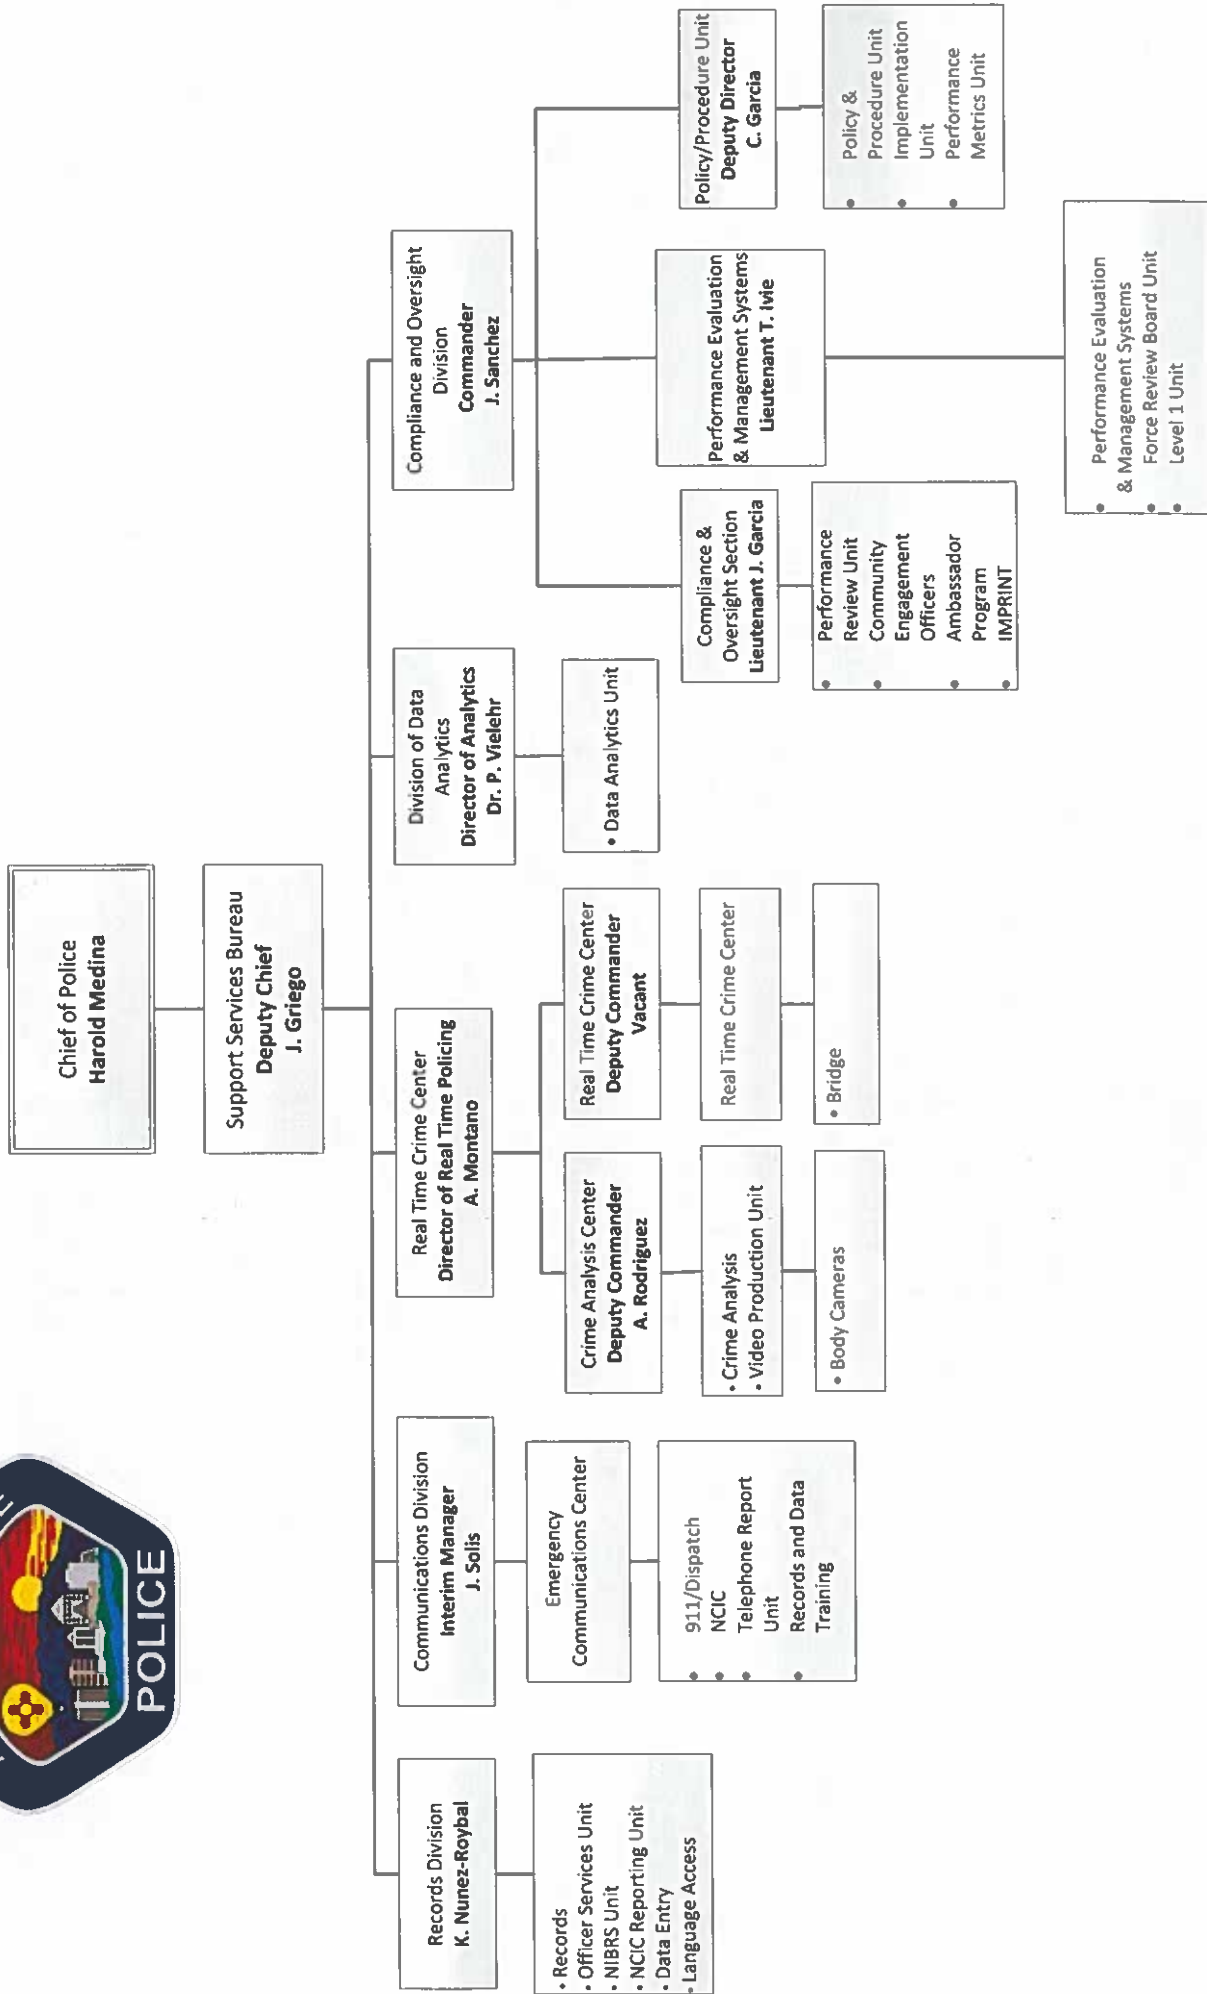 POLICE
Chief of Police
Harold Medina
Support Services Bureau
Deputy Chief
J. Griego
Records Division
K. Nunez-Roybal
• Records
• Officer Services Unit
• NIBRS Unit
• NCIC Reporting Unit
• Data Entry
• Language Access
Communications Division
Interim Manager
J. Solis
Emergency
Communications Center
• 911/Dispatch
• NCIC
• Telephone Report
Unit
• Records and Data
Training
Real Time Crime Center
Director of Real Time Policing
A. Montano
Crime Analysis Center
Deputy Commander
A. Rodriguez
• Crime Analysis
• Video Production Unit
• Body Cameras
Real Time Crime Center
Deputy Commander
Vacant
Real Time Crime Center
• Bridge
Division of Data
Analytics
Director of Analytics
Dr. P. Vielehr
• Data Analytics Unit
Compliance and Oversight
Division
Commander
J. Sanchez
Compliance &
Oversight Section
Lieutenant J. Garcia
• Performance
Review Unit
• Community
Engagement
Officers
• Ambassador
Program
• IMPRINT
Performance Evaluation
& Management Systems
Lieutenant T. Ivie
• Performance Evaluation
& Management Systems
• Force Review Board Unit
• Level 1 Unit
Policy/Procedure Unit
Deputy Director
C. Garcia
• Policy &
Procedure Unit
• Implementation
Unit
• Performance
Metrics Unit